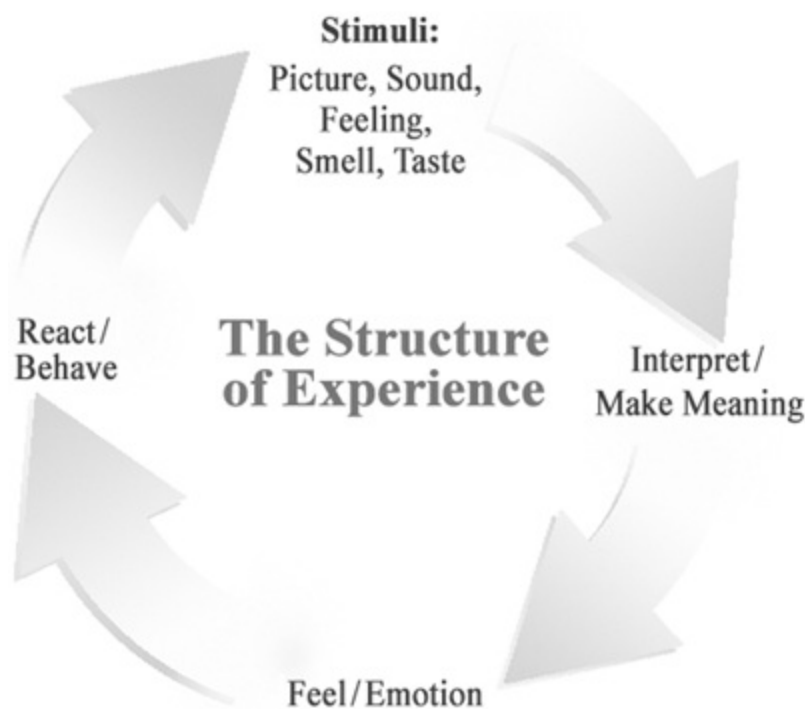 Stimuli:
Picture, Sound,
Feeling,
Smell, Taste
React/
Behave
The Structure
of Experience
Interpret/
Make Meaning
Feel/Emotion